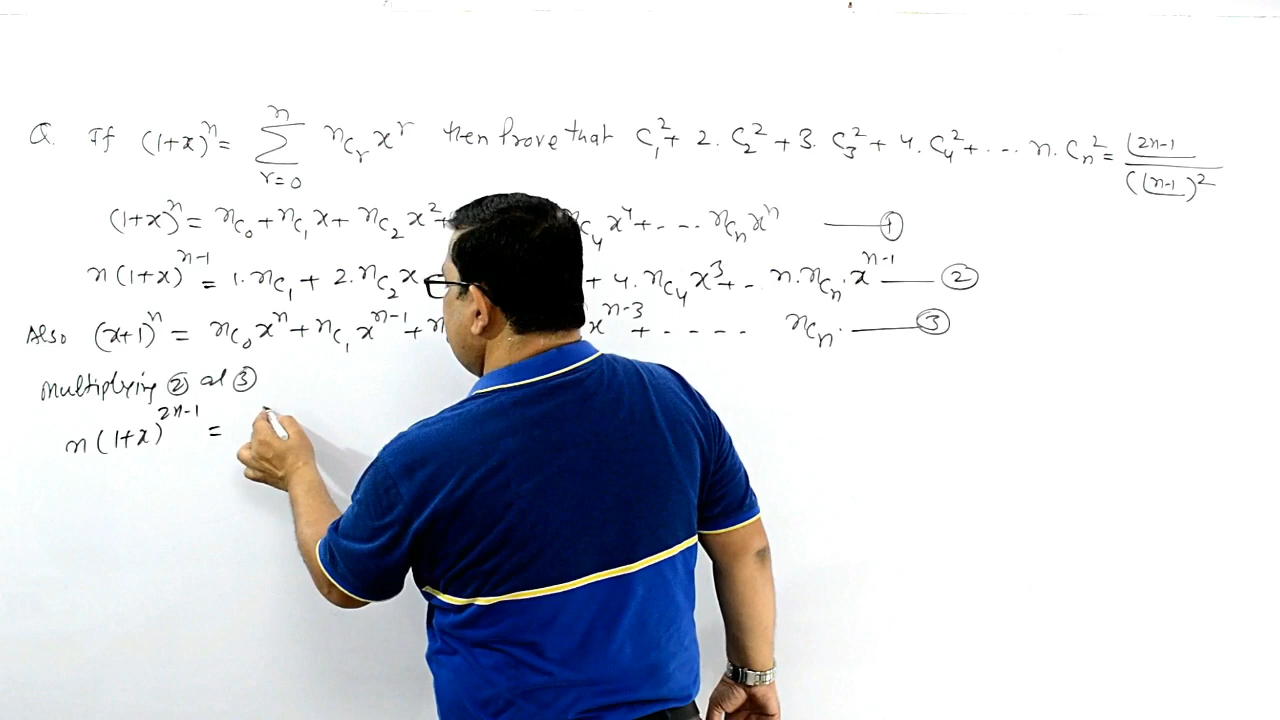 Q. If (1+x)^n = ∑_{r=0}^{n} nC_r x^r then Prove that C_1^2 + 2. C_2^2 + 3. C_3^2 + 4. C_4^2 + ... n. C_n^2 = |2n-1 / (|n-1)^2
(1+x)^n = nC_0 + nC_1 x + nC_2 x^2 + C_4 x^4 + - .. nC_n x^n —— ①
n(1+x)^{n-1} = 1. nC_1 + 2. nC_2 x + 4. nC_4 x^3 + .. n. nC_n . x^{n-1} —— ②
Also (x+1)^n = nC_0 x^n + nC_1 x^{n-1} + x^{n-3} + - - - - nC_n . —— ③
multiplying ② ③
n(1+x)^{2n-1} =